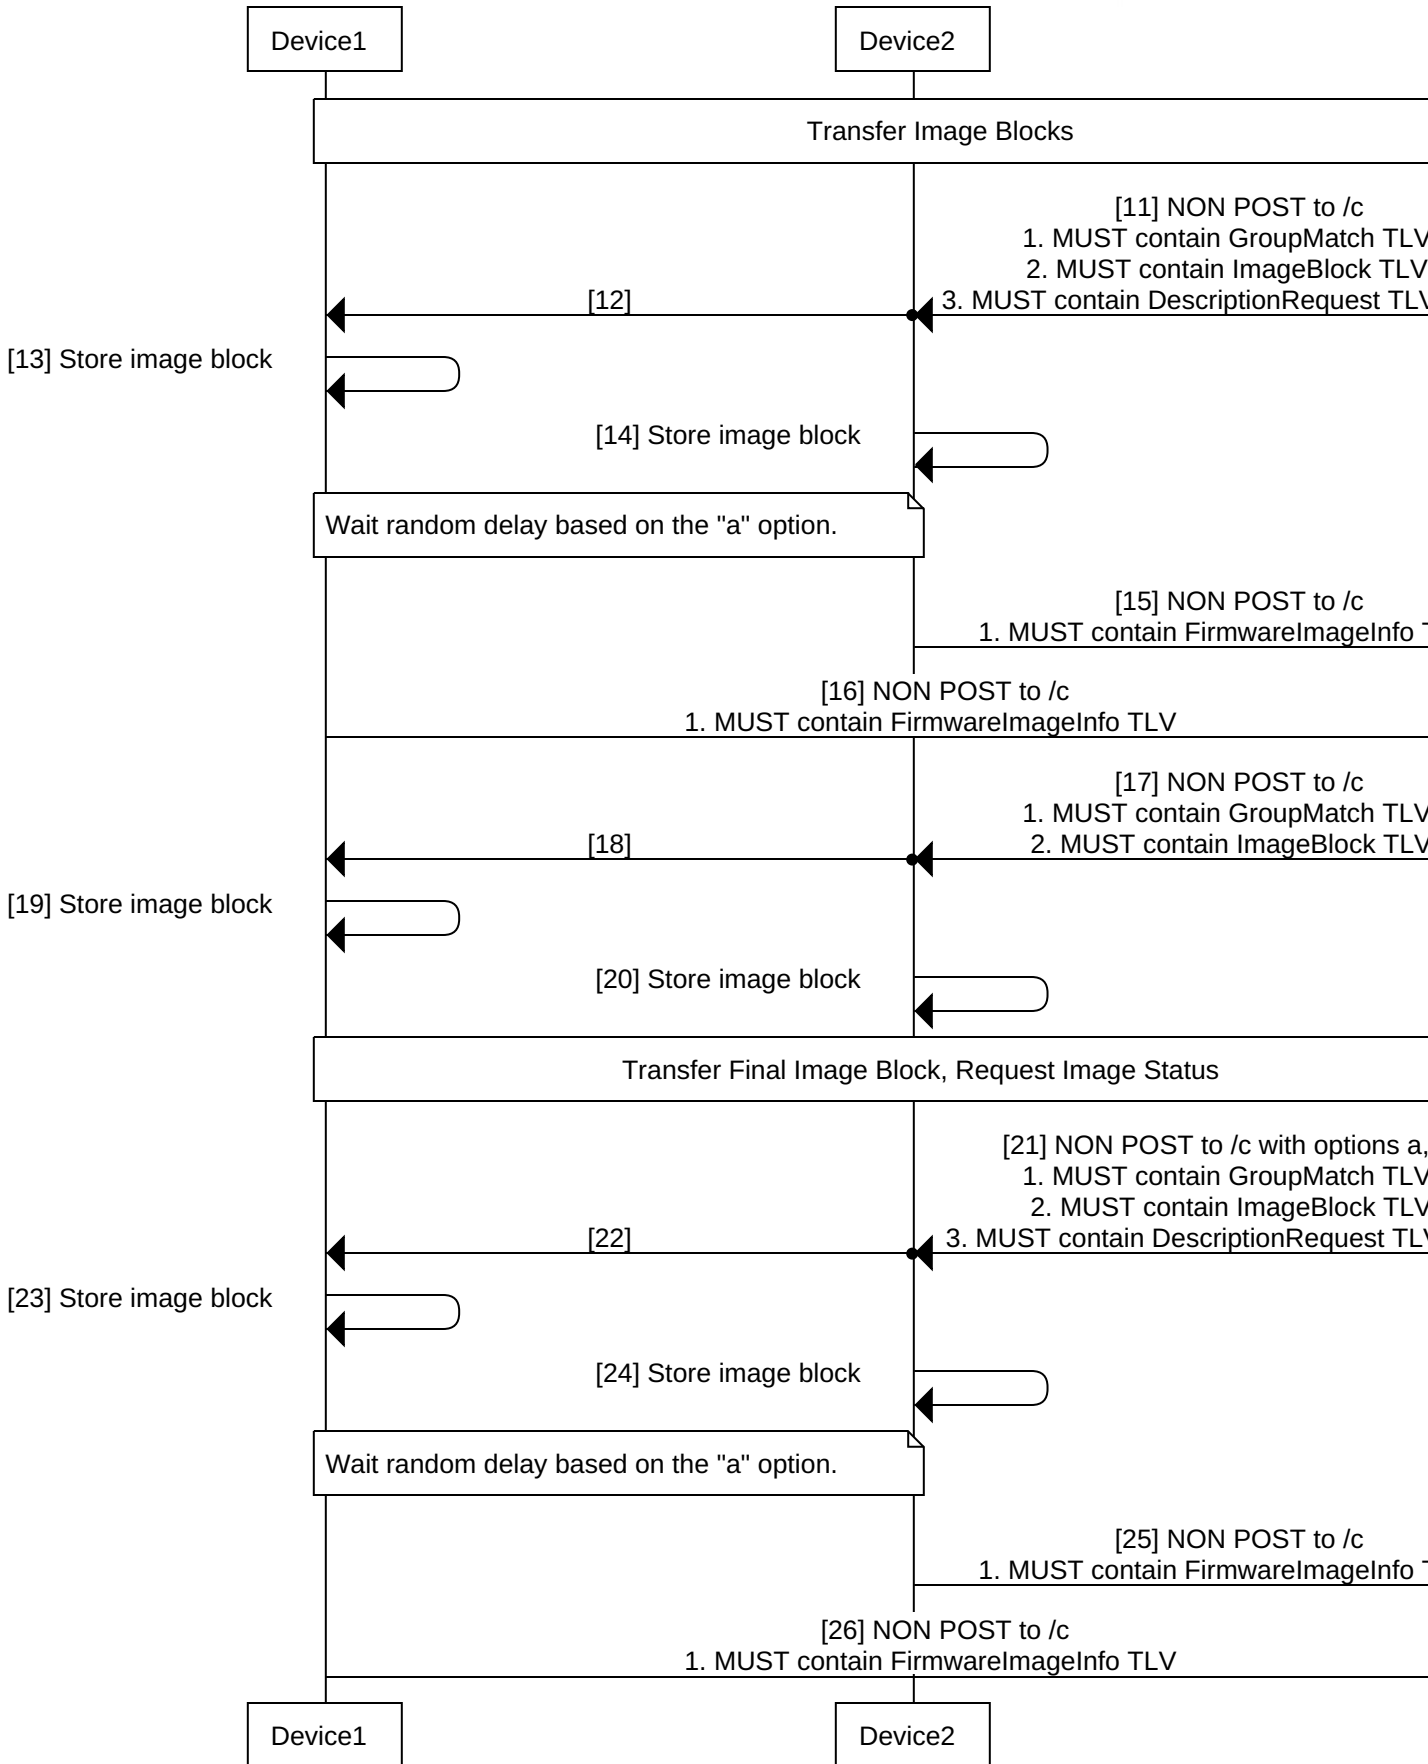 Device1
Device2
Transfer Image Blocks
[11] NON POST to /c
1. MUST contain GroupMatch TLV
2. MUST contain ImageBlock TLV
3. MUST contain DescriptionRequest TLV
[12]
[13] Store image block
[14] Store image block
Wait random delay based on the "a" option.
[15] NON POST to /c
1. MUST contain FirmwareImageInfo
[16] NON POST to /c
1. MUST contain FirmwareImageInfo TLV
[17] NON POST to /c
1. MUST contain GroupMatch TLV
2. MUST contain ImageBlock TLV
[18]
[19] Store image block
[20] Store image block
Transfer Final Image Block, Request Image Status
[21] NON POST to /c with options a,
1. MUST contain GroupMatch TLV
2. MUST contain ImageBlock TLV
3. MUST contain DescriptionRequest TLV
[22]
[23] Store image block
[24] Store image block
Wait random delay based on the "a" option.
[25] NON POST to /c
1. MUST contain FirmwareImageInfo
[26] NON POST to /c
1. MUST contain FirmwareImageInfo TLV
Device1
Device2